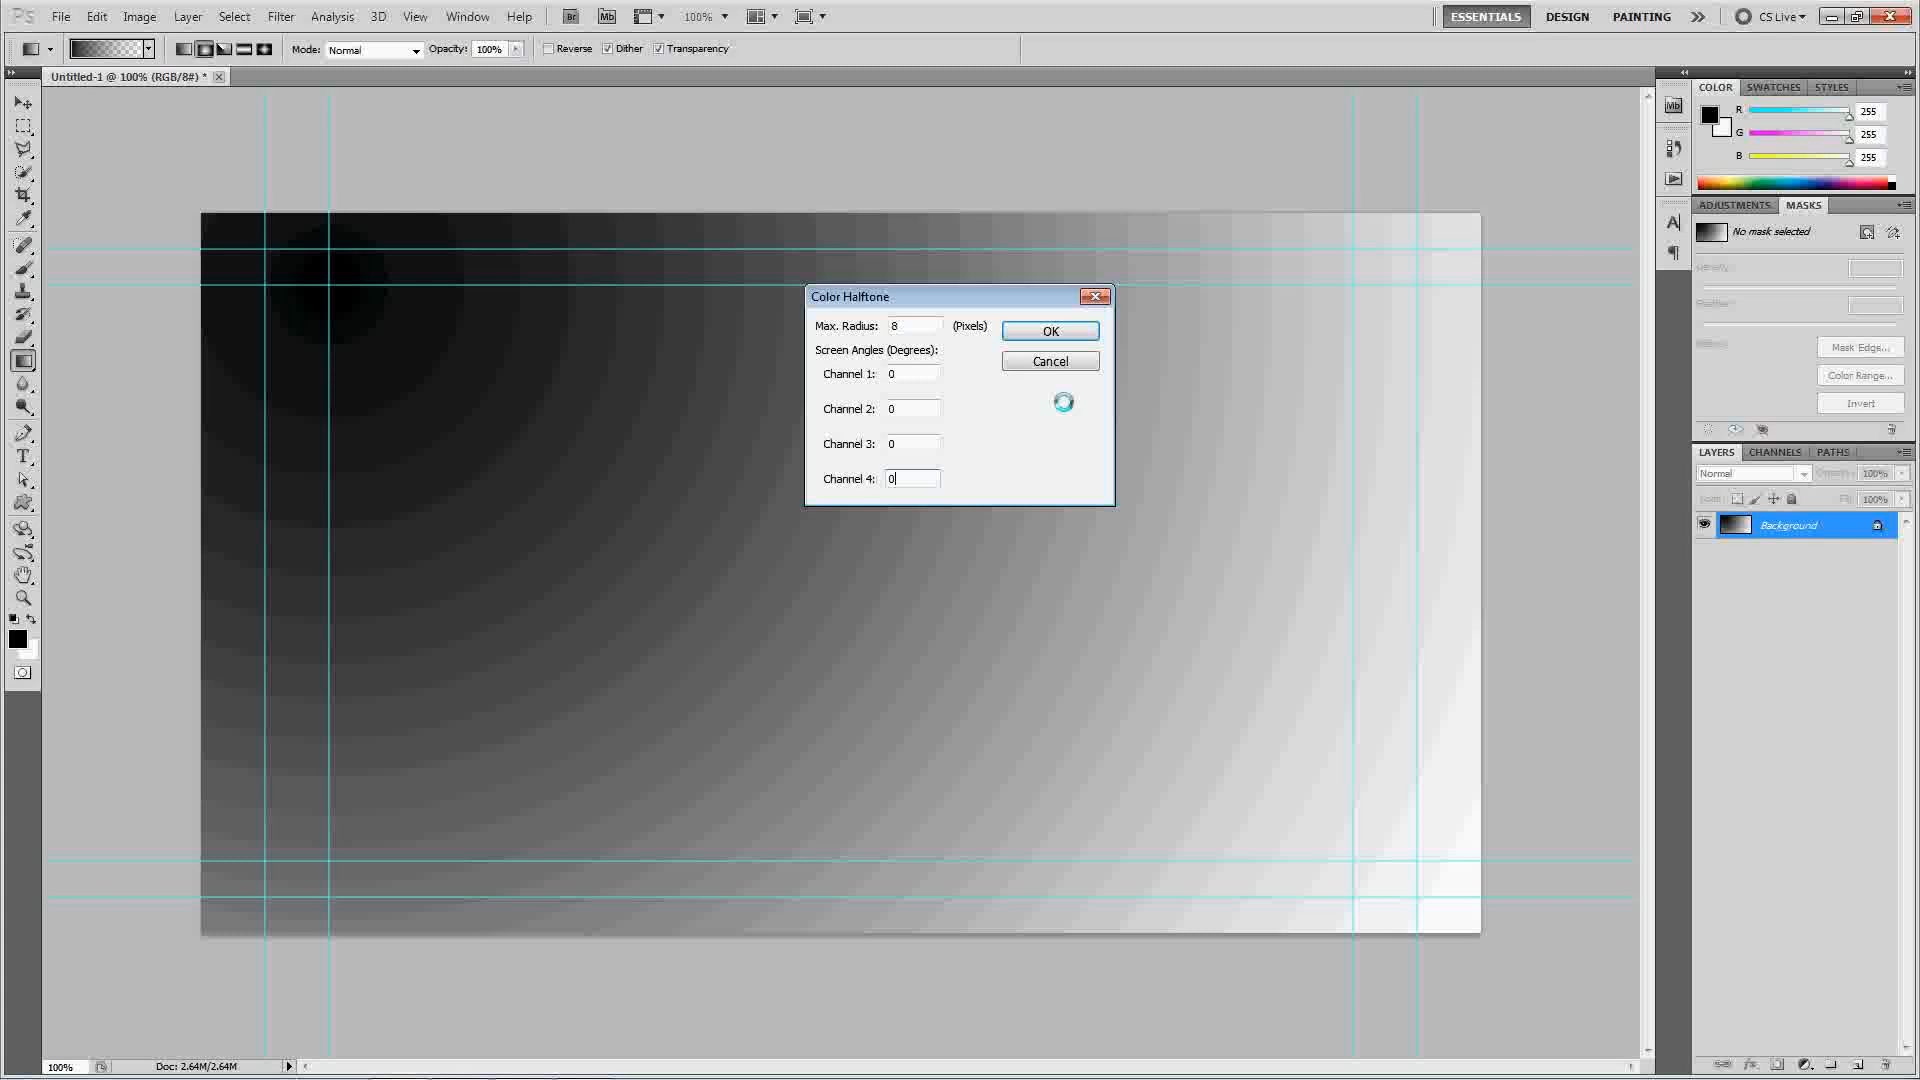 Ps File Edit Image Layer Select Filter Analysis 3D View Window Help Br Mb 100% ESSENTIALS DESIGN PAINTING CS Live
Mode: Normal Opacity: 100% Reverse Dither Transparency
Untitled-1 @ 100% (RGB/8#) *
COLOR SWATCHES STYLES
Mb
R 255
G 255
B 255
ADJUSTMENTS MASKS
No mask selected
Color Halftone
Max. Radius: 8 (Pixels) OK
Screen Angles (Degrees):
Cancel
Channel 1: 0
Channel 2: 0
Channel 3: 0
Channel 4: 0
Mask Edge...
Color Range...
Invert
LAYERS CHANNELS PATHS
Normal 100%
100%
Background
T
A
100% Doc: 2.64M/2.64M